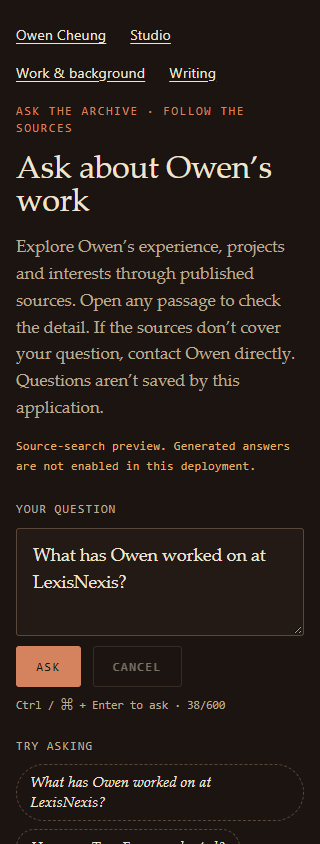 Owen Cheung Studio
Work & background Writing
ASK THE ARCHIVE · FOLLOW THE
SOURCES
Ask about Owen’s
work
Explore Owen’s experience, projects
and interests through published
sources. Open any passage to check
the detail. If the sources don’t cover
your question, contact Owen directly.
Questions aren’t saved by this
application.
Source-search preview. Generated answers
are not enabled in this deployment.
YOUR QUESTION
What has Owen worked on at
LexisNexis?
ASK CANCEL
Ctrl / ⌘ + Enter to ask · 38/600
TRY ASKING
What has Owen worked on at
LexisNexis?